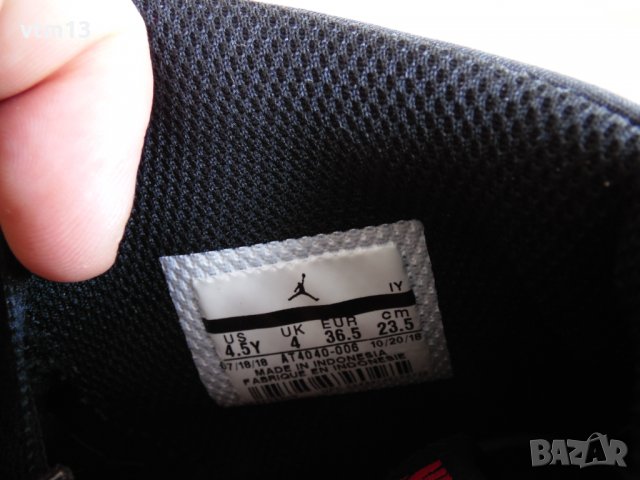 vcm13
IY
US UK EUR cm
4.5Y 4 36.5 23.5
07/18/18 AT4040-006 10/20/18
MADE IN INDONESIA
FABRIQUE EN INDONESIE
BAZAR